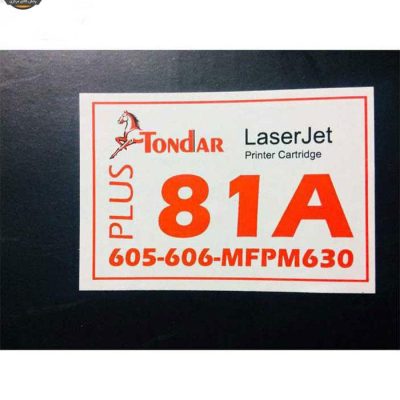 TONDAR
LaserJet
Printer Cartridge
PLUS
81A
605-606-MFPM630